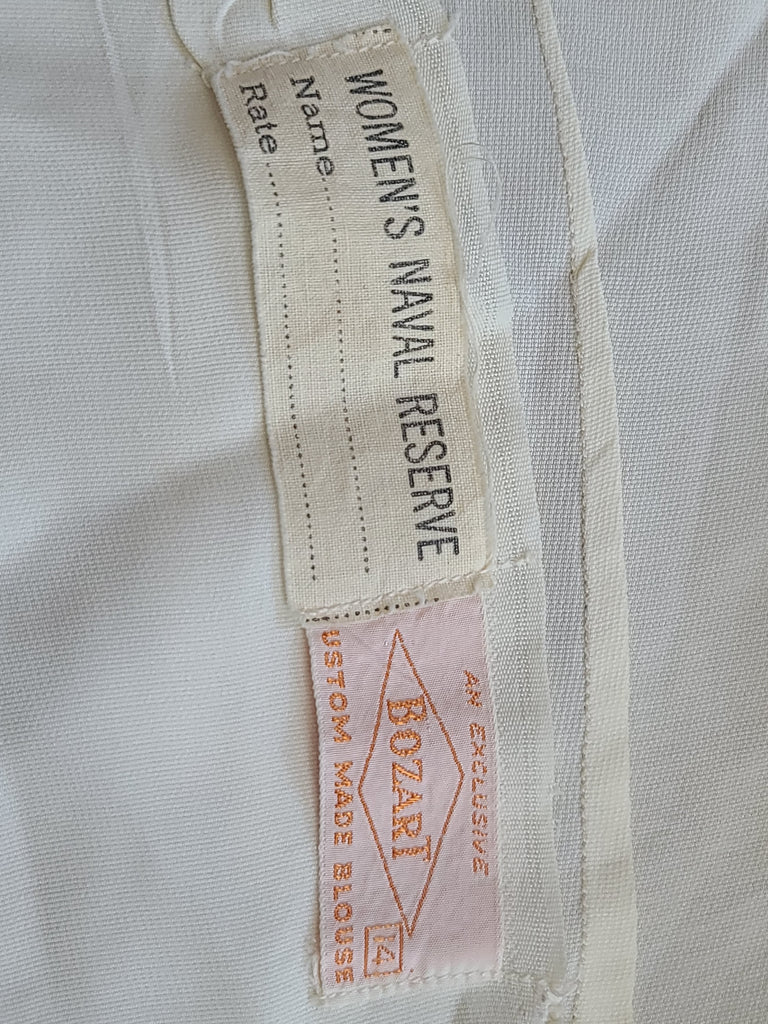 WOMEN'S NAVAL RESERVE
Name
Rate
AN EXCLUSIVE
BOZART
14
USTOM MADE BLOUSE